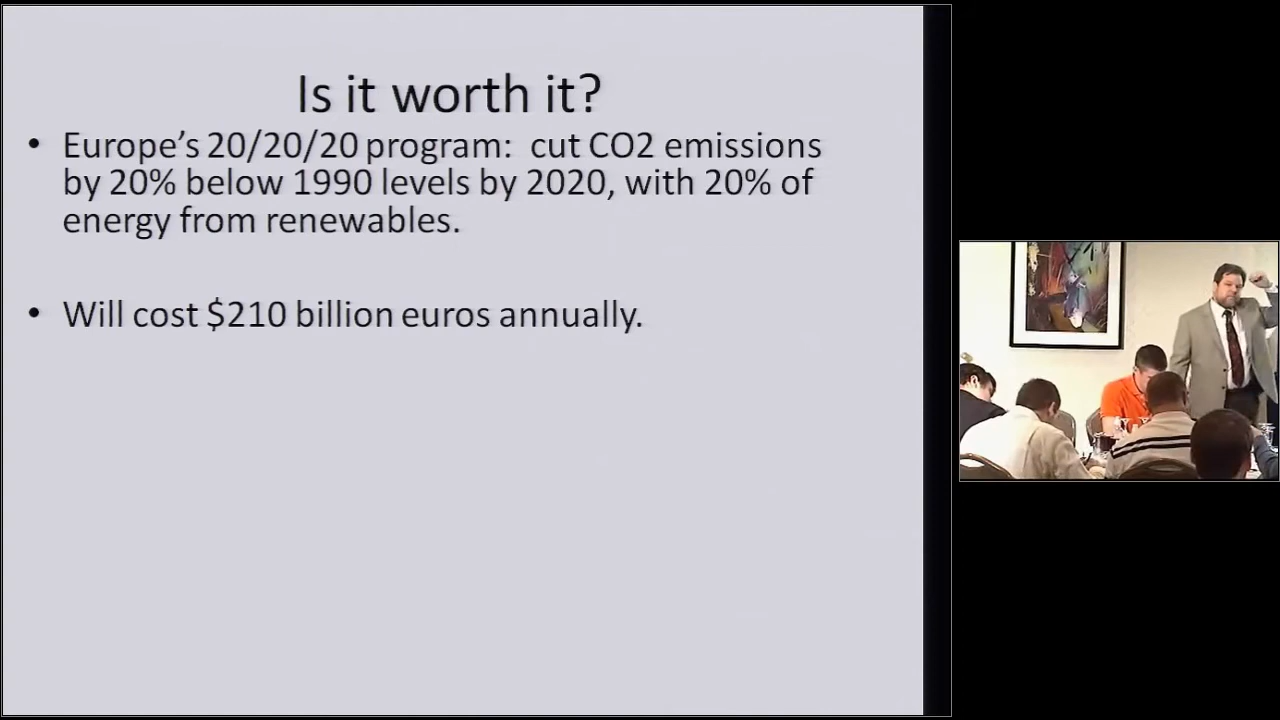 Is it worth it?
• Europe's 20/20/20 program:  cut CO2 emissions
by 20% below 1990 levels by 2020, with 20% of
energy from renewables.
• Will cost $210 billion euros annually.